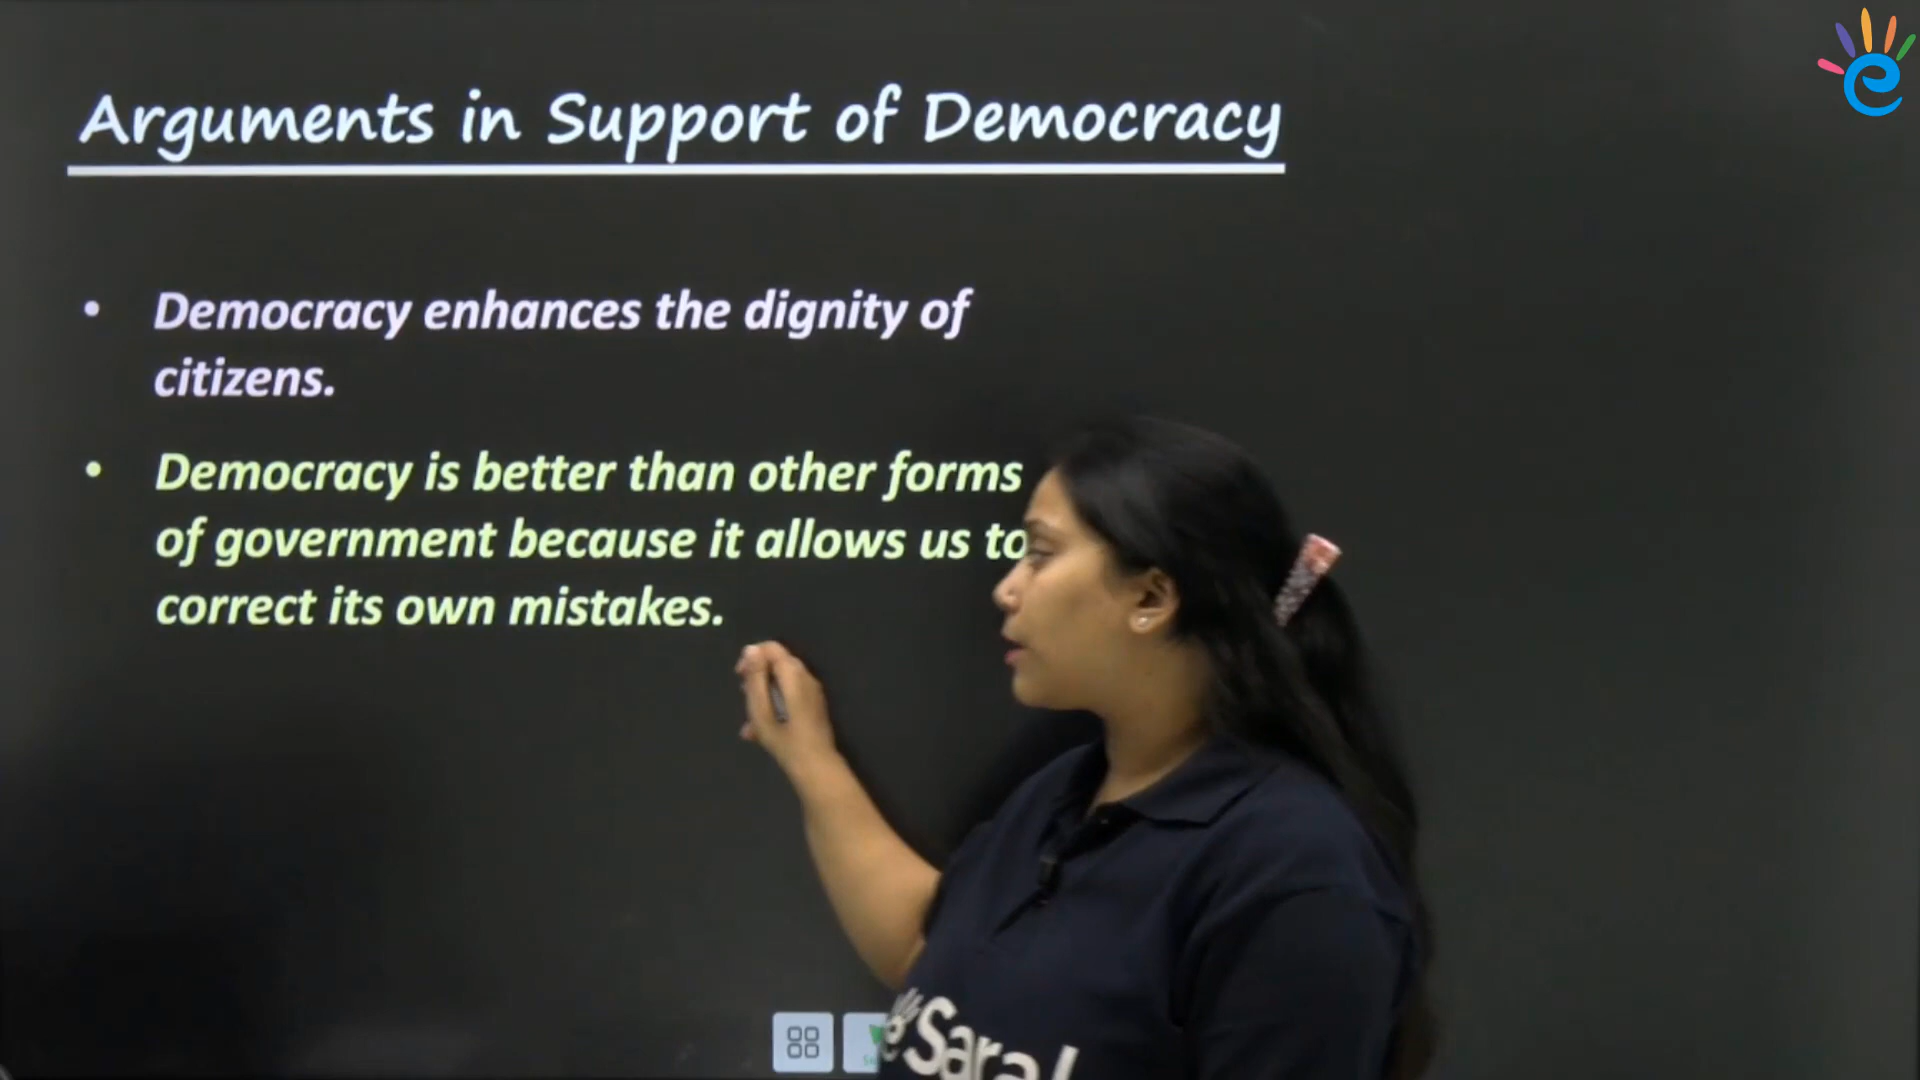 Arguments in Support of Democracy
• Democracy enhances the dignity of
citizens.
• Democracy is better than other forms
of government because it allows us to
correct its own mistakes.
eSaral